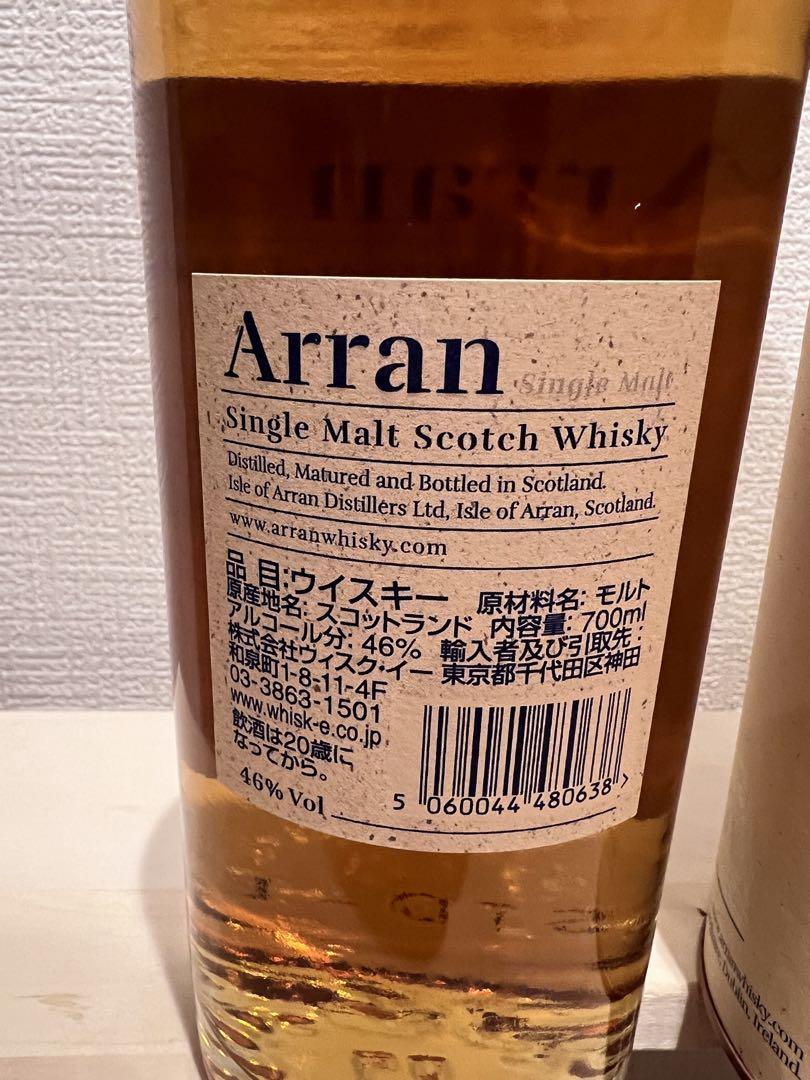 Arran Single Malt
Single Malt Scotch Whisky
Distilled, Matured and Bottled in Scotland.
Isle of Arran Distillers Ltd, Isle of Arran, Scotland.
www.arranwhisky.com
品 目:ウイスキー 原材料名: モルト
原産地名: スコットランド 内容量: 700ml
アルコール分: 46% 輸入者及び引取先:
株式会社ウィスク・イー 東京都千代田区神田
和泉町1-8-11-4F
03-3863-1501
www.whisk-e.co.jp
飲酒は20歳に
なってから。
46% Vol
5 060044 480638 >
www.arranwhisky.com
Dublin, Ireland.